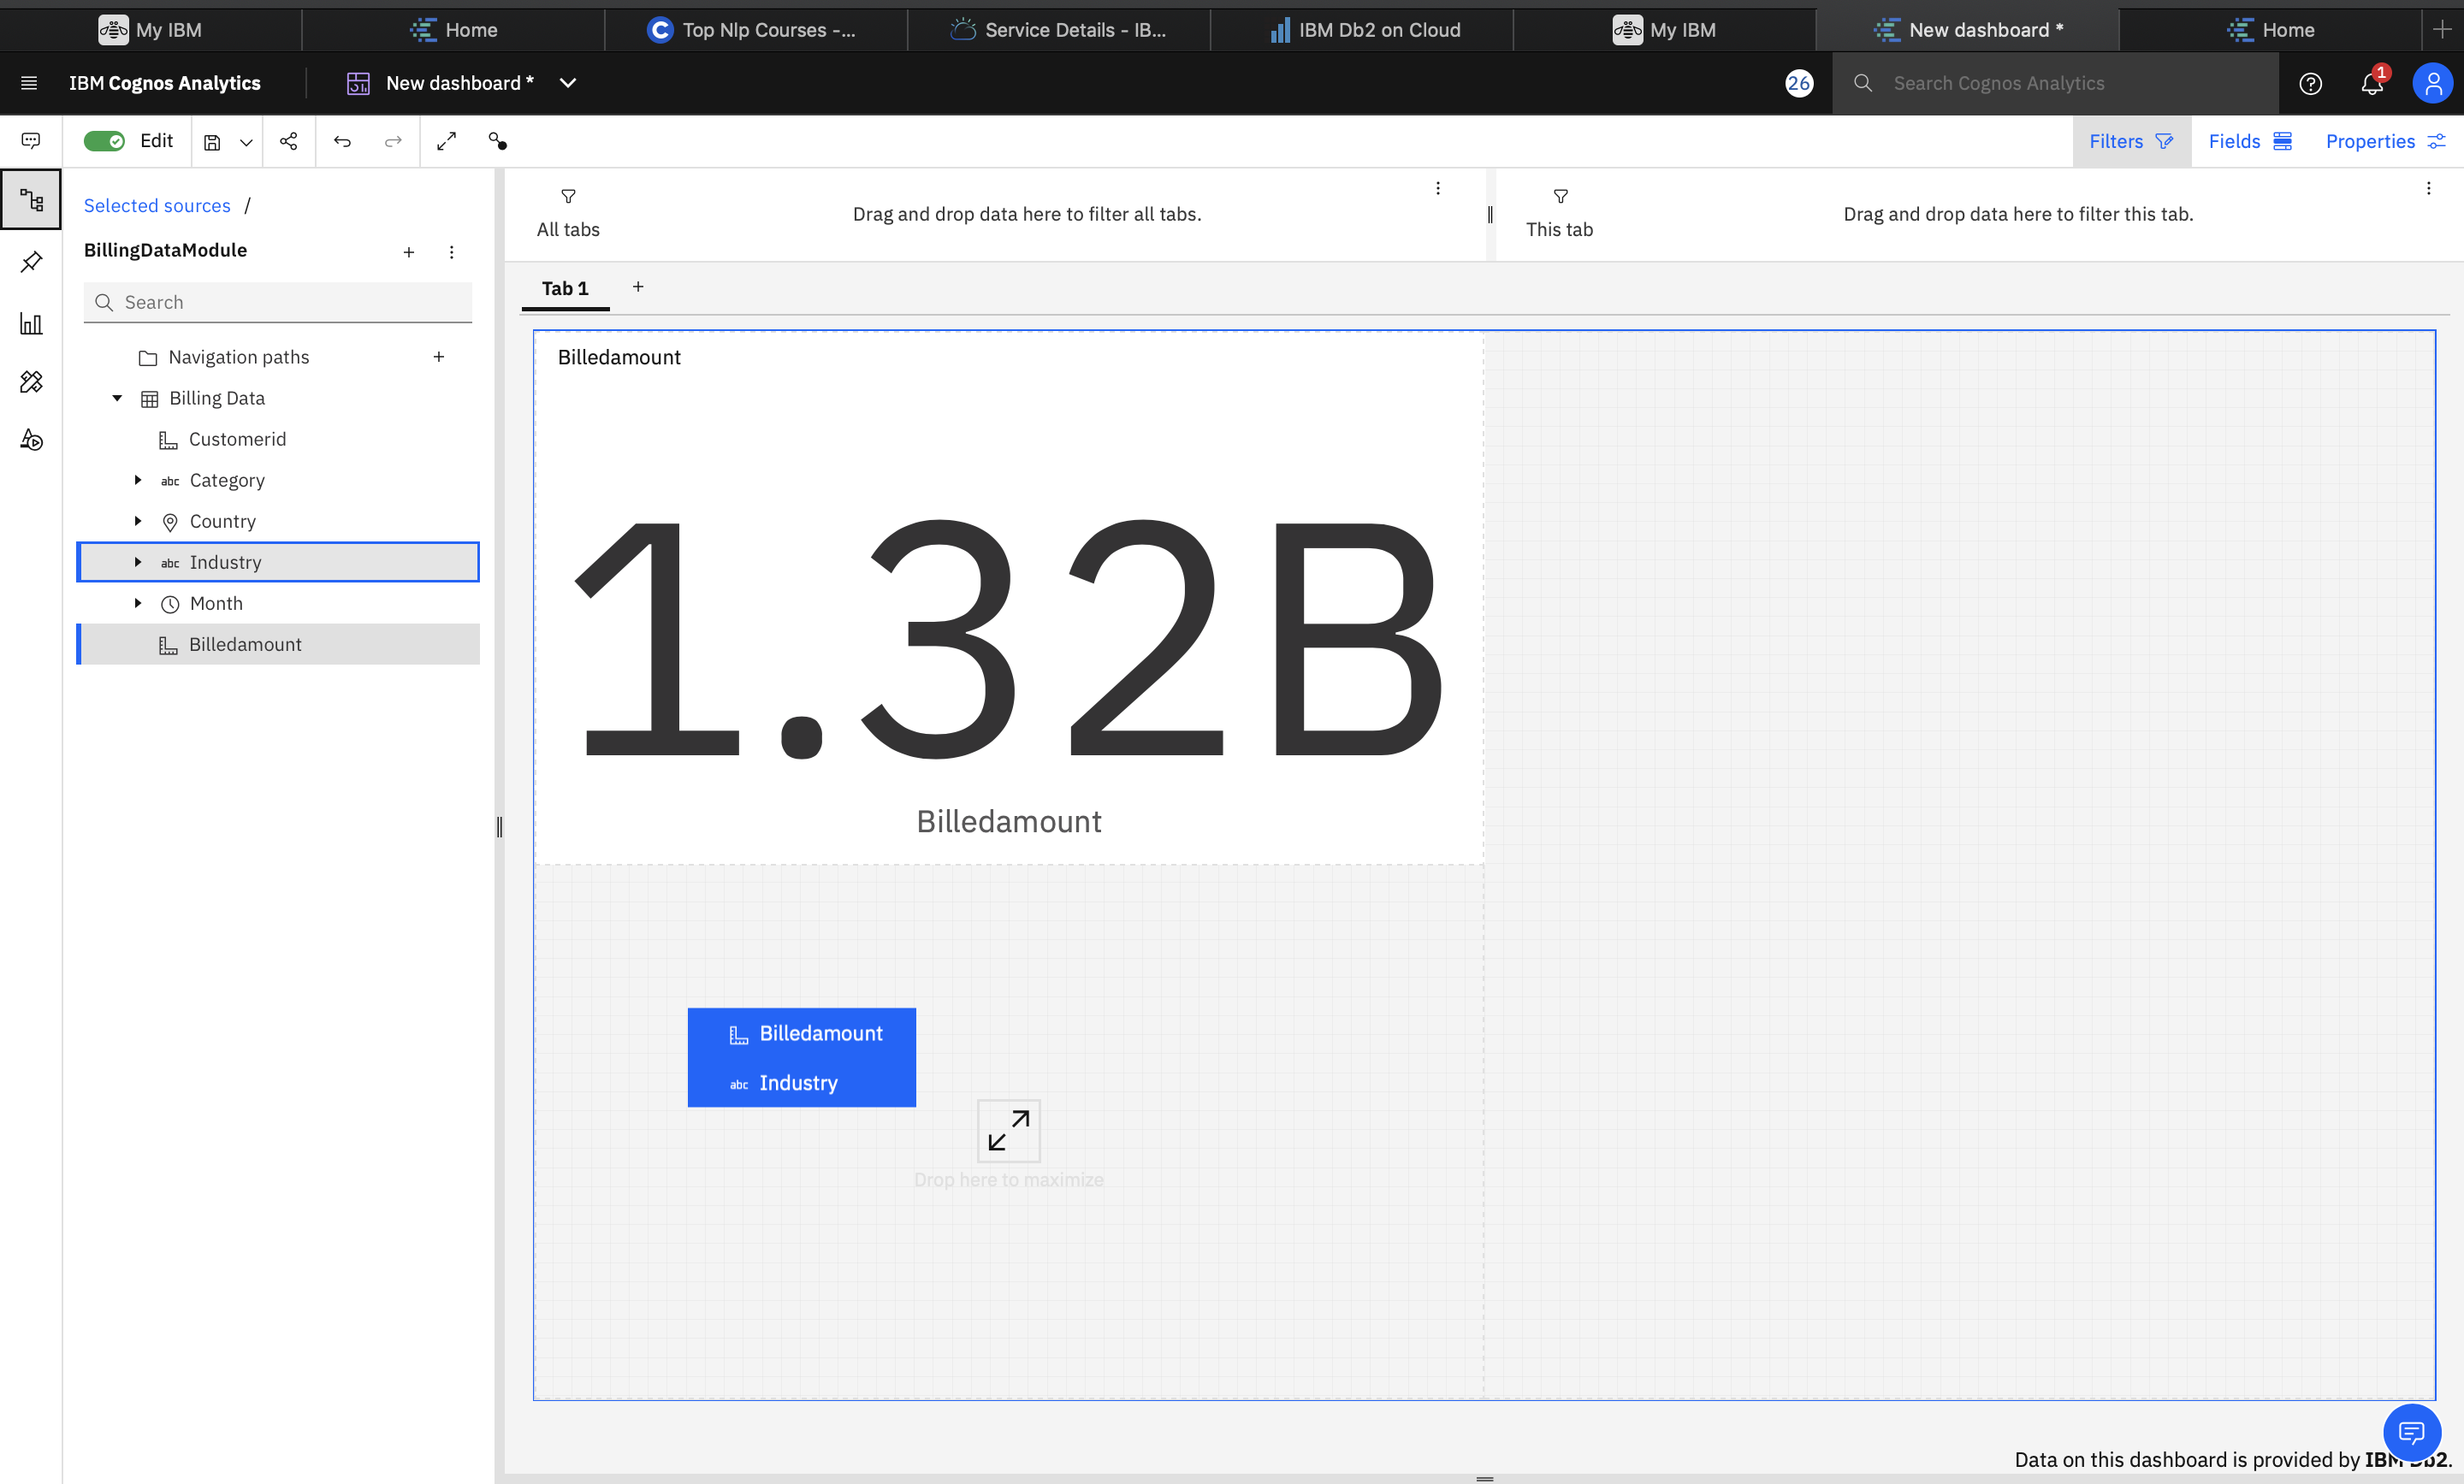 My IBM
Home
Top Nlp Courses -...
Service Details - IB...
IBM Db2 on Cloud
My IBM
New dashboard *
Home
IBM Cognos Analytics
New dashboard *
26
Search Cognos Analytics
1
Edit
Filters
Fields
Properties
Selected sources /
BillingDataModule
Search
Navigation paths
Billing Data
Customerid
abc Category
Country
abc Industry
Month
Billedamount
All tabs
Drag and drop data here to filter all tabs.
This tab
Drag and drop data here to filter this tab.
Tab 1
Billedamount
1.32B
Billedamount
Billedamount
abc Industry
Drop here to maximize
Data on this dashboard is provided by IBM Db2.